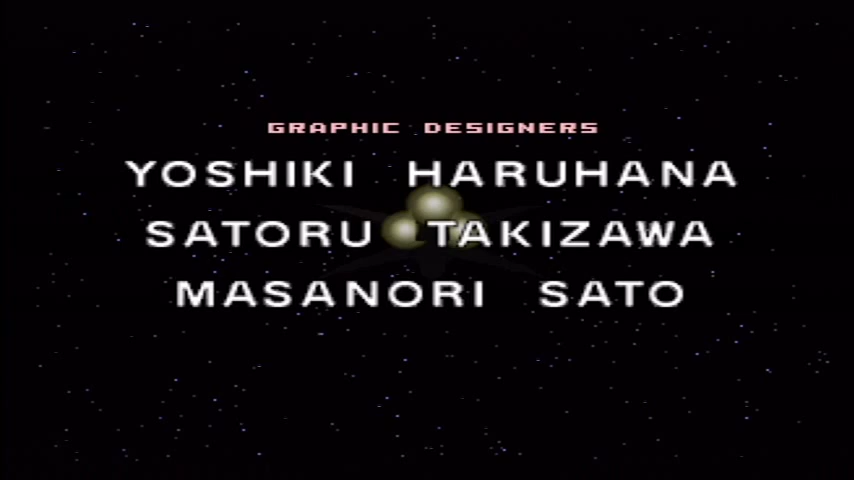 GRAPHIC DESIGNERS
YOSHIKI HARUHANA
SATORU TAKIZAWA
MASANORI SATO